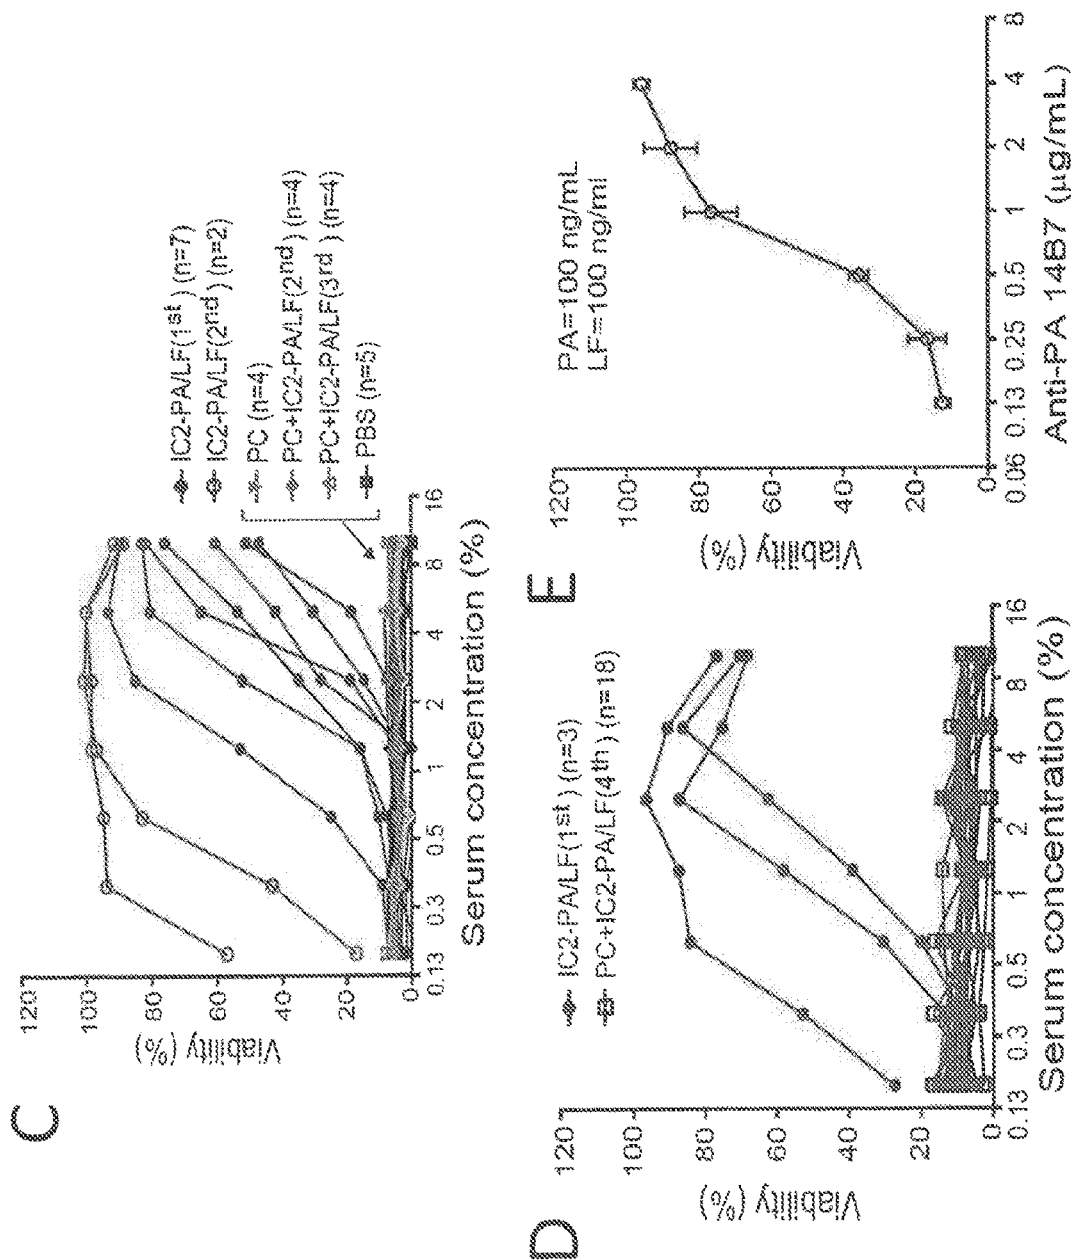 C
Viability (%)
120
100
80
60
40
20
0
0.13
0.3
0.5
1
2
4
8
16
Serum concentration (%)
IC2-PA/LF(1st) (n=7)
IC2-PA/LF(2nd) (n=2)
PC (n=4)
PC+IC2-PA/LF(2nd) (n=4)
PC+IC2-PA/LF(3rd) (n=4)
PBS (n=5)
D
Viability (%)
120
100
80
60
40
20
0
0.13
0.3
0.5
1
2
4
8
16
Serum concentration (%)
IC2-PA/LF(1st) (n=3)
PC+IC2-PA/LF(4th) (n=18)
E
Viability (%)
120
100
80
60
40
20
0
0.06
0.13
0.25
0.5
1
2
4
8
Anti-PA 14B7 (µg/mL)
PA=100 ng/mL
LF=100 ng/ml